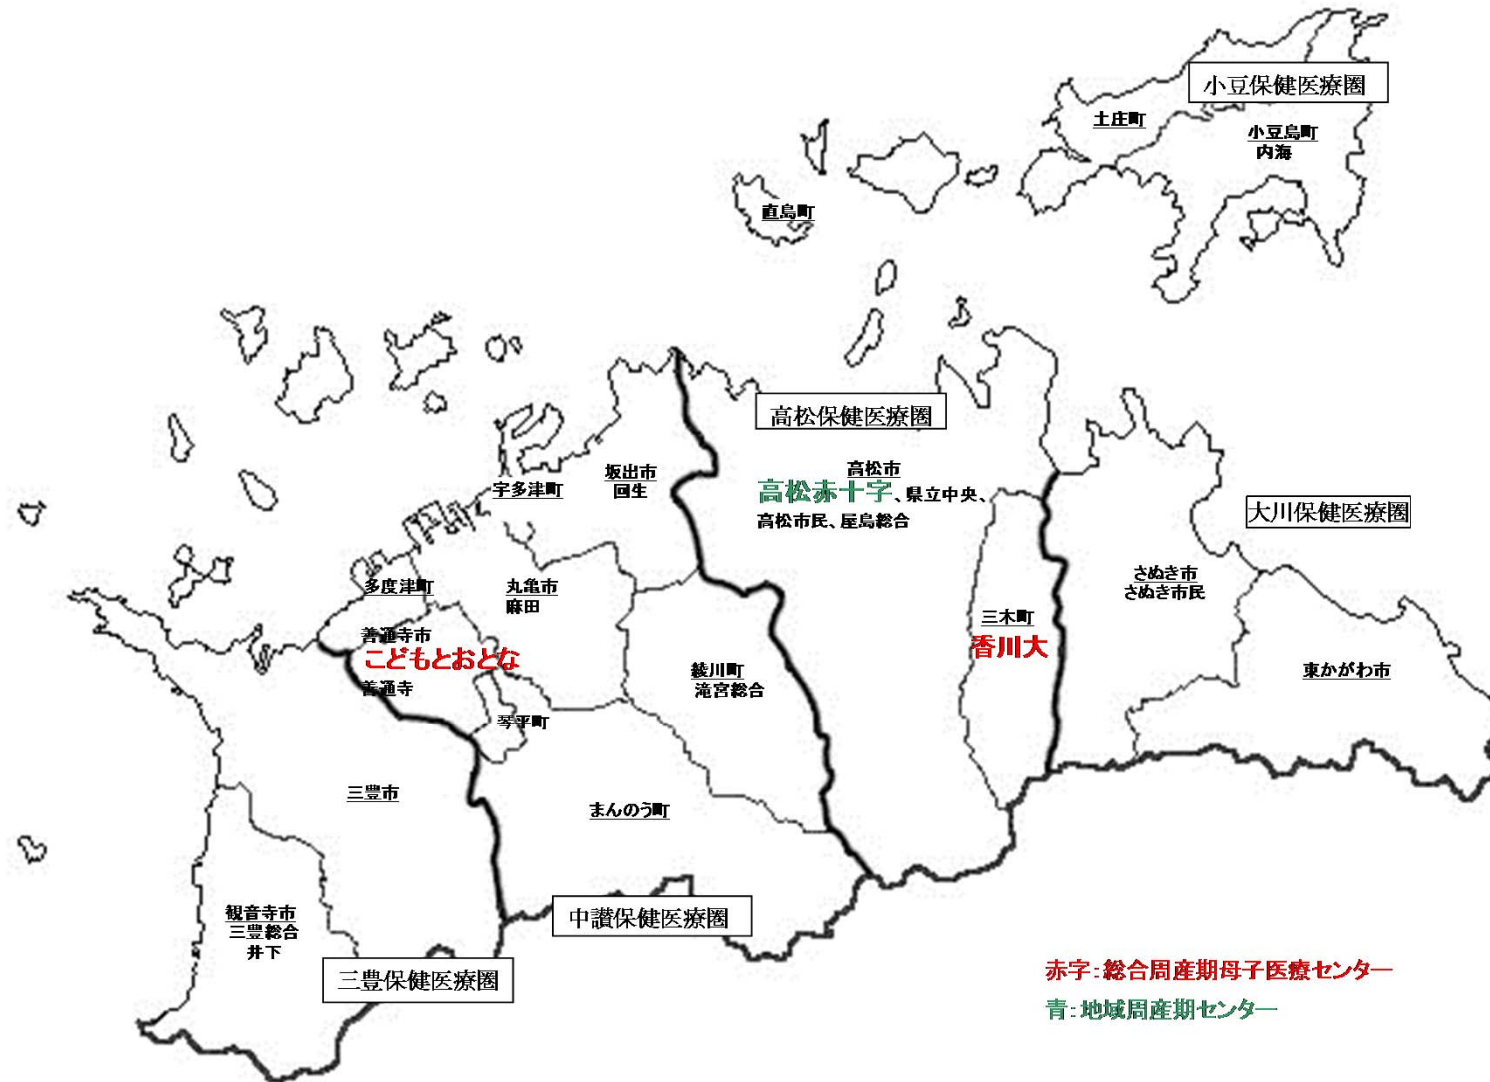 小豆保健医療圏
土庄町
小豆島町
内海
直島町
高松保健医療圏
高松市
高松赤十字、県立中央、
高松市民、屋島総合
坂出市
回生
宇多津町
大川保健医療圏
多度津町
丸亀市
麻田
さぬき市
さぬき市民
三木町
香川大
善通寺市
こどもとおとな
善通寺
綾川町
滝宮総合
東かがわ市
琴平町
三豊市
まんのう町
観音寺市
三豊総合
井下
中讃保健医療圏
三豊保健医療圏
赤字:総合周産期母子医療センター
青:地域周産期センター